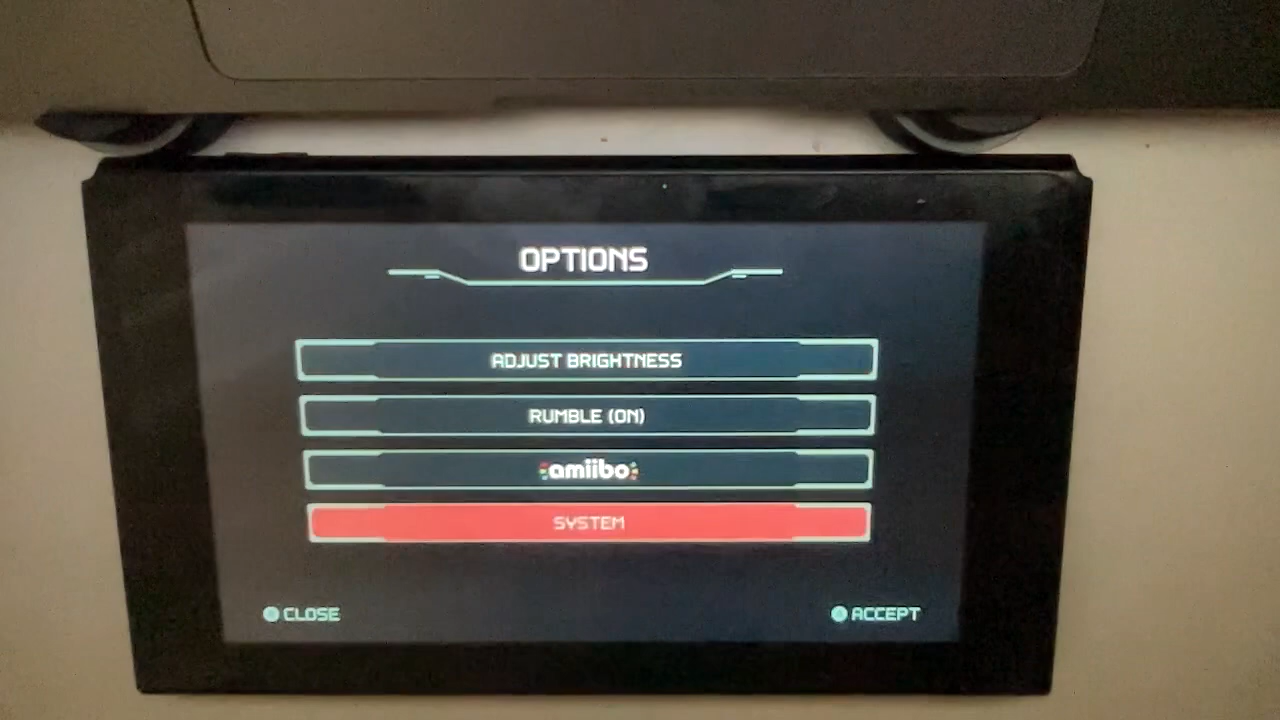 OPTIONS
ADJUST BRIGHTNESS
RUMBLE (ON)
amiibo
SYSTEM
CLOSE
ACCEPT